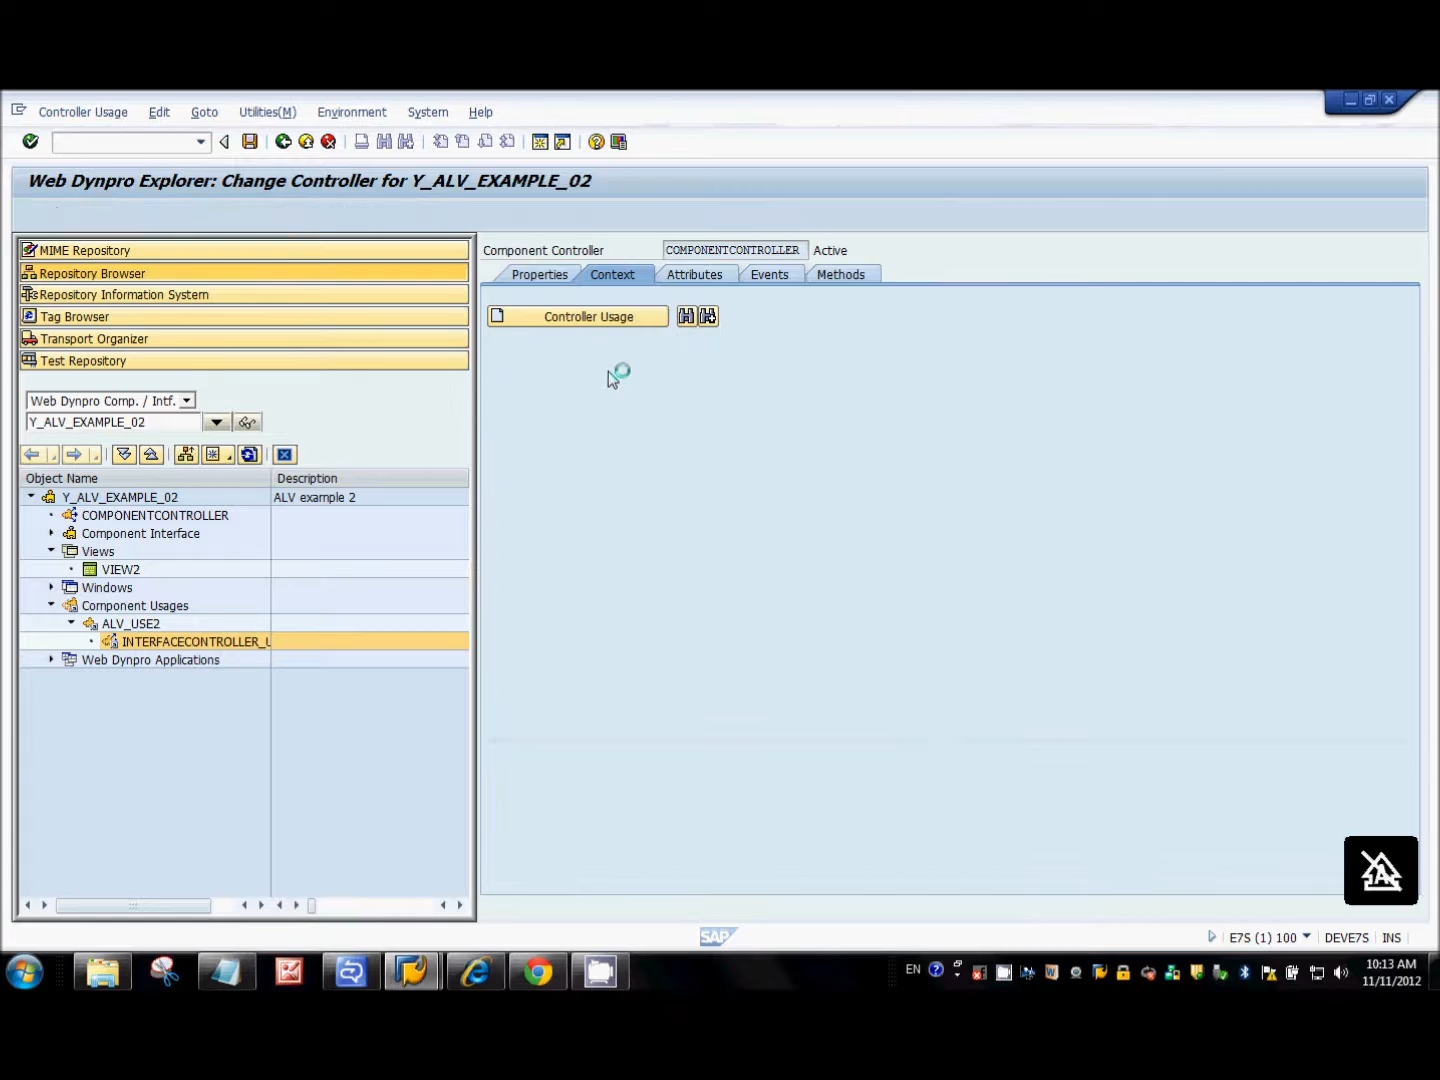 Controller Usage Edit Goto Utilities(M) Environment System Help
Web Dynpro Explorer: Change Controller for Y_ALV_EXAMPLE_02
MIME Repository
Repository Browser
Repository Information System
Tag Browser
Transport Organizer
Test Repository
Web Dynpro Comp. / Intf.
Y_ALV_EXAMPLE_02
Object Name Description
Y_ALV_EXAMPLE_02 ALV example 2
COMPONENTCONTROLLER
Component Interface
Views
VIEW2
Windows
Component Usages
ALV_USE2
INTERFACECONTROLLER_U
Web Dynpro Applications
Component Controller COMPONENTCONTROLLER Active
Properties Context Attributes Events Methods
Controller Usage
SAP
E7S (1) 100 DEVE7S INS
EN
10:13 AM
11/11/2012